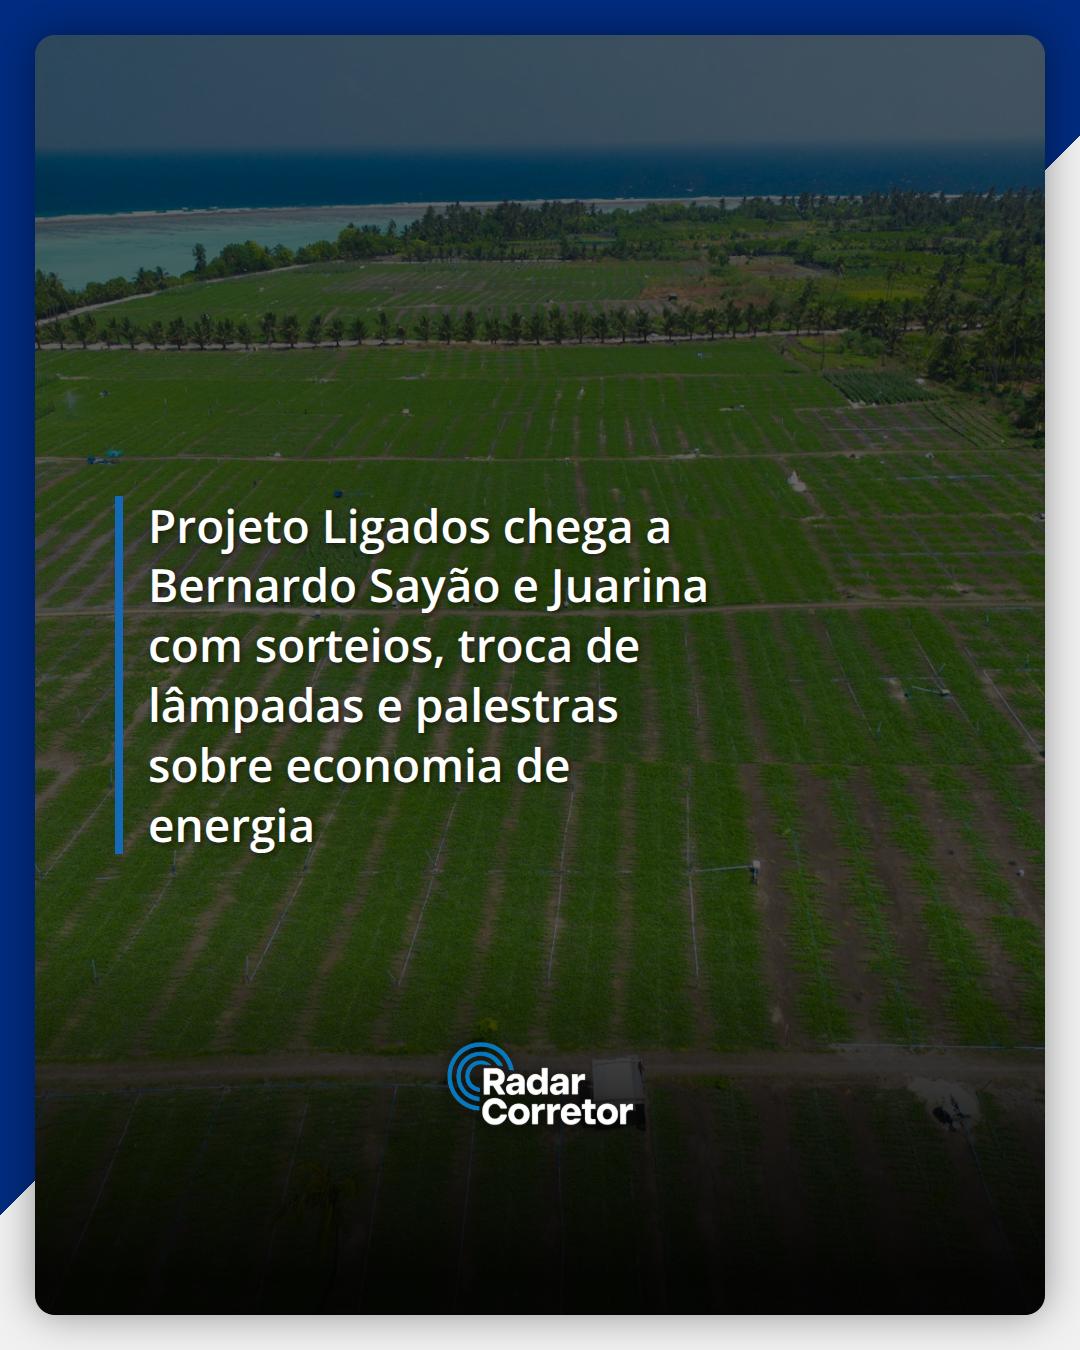 Projeto Ligados chega a
Bernardo Sayão e Juarina
com sorteios, troca de
lâmpadas e palestras
sobre economia de
energia
Radar
Corretor